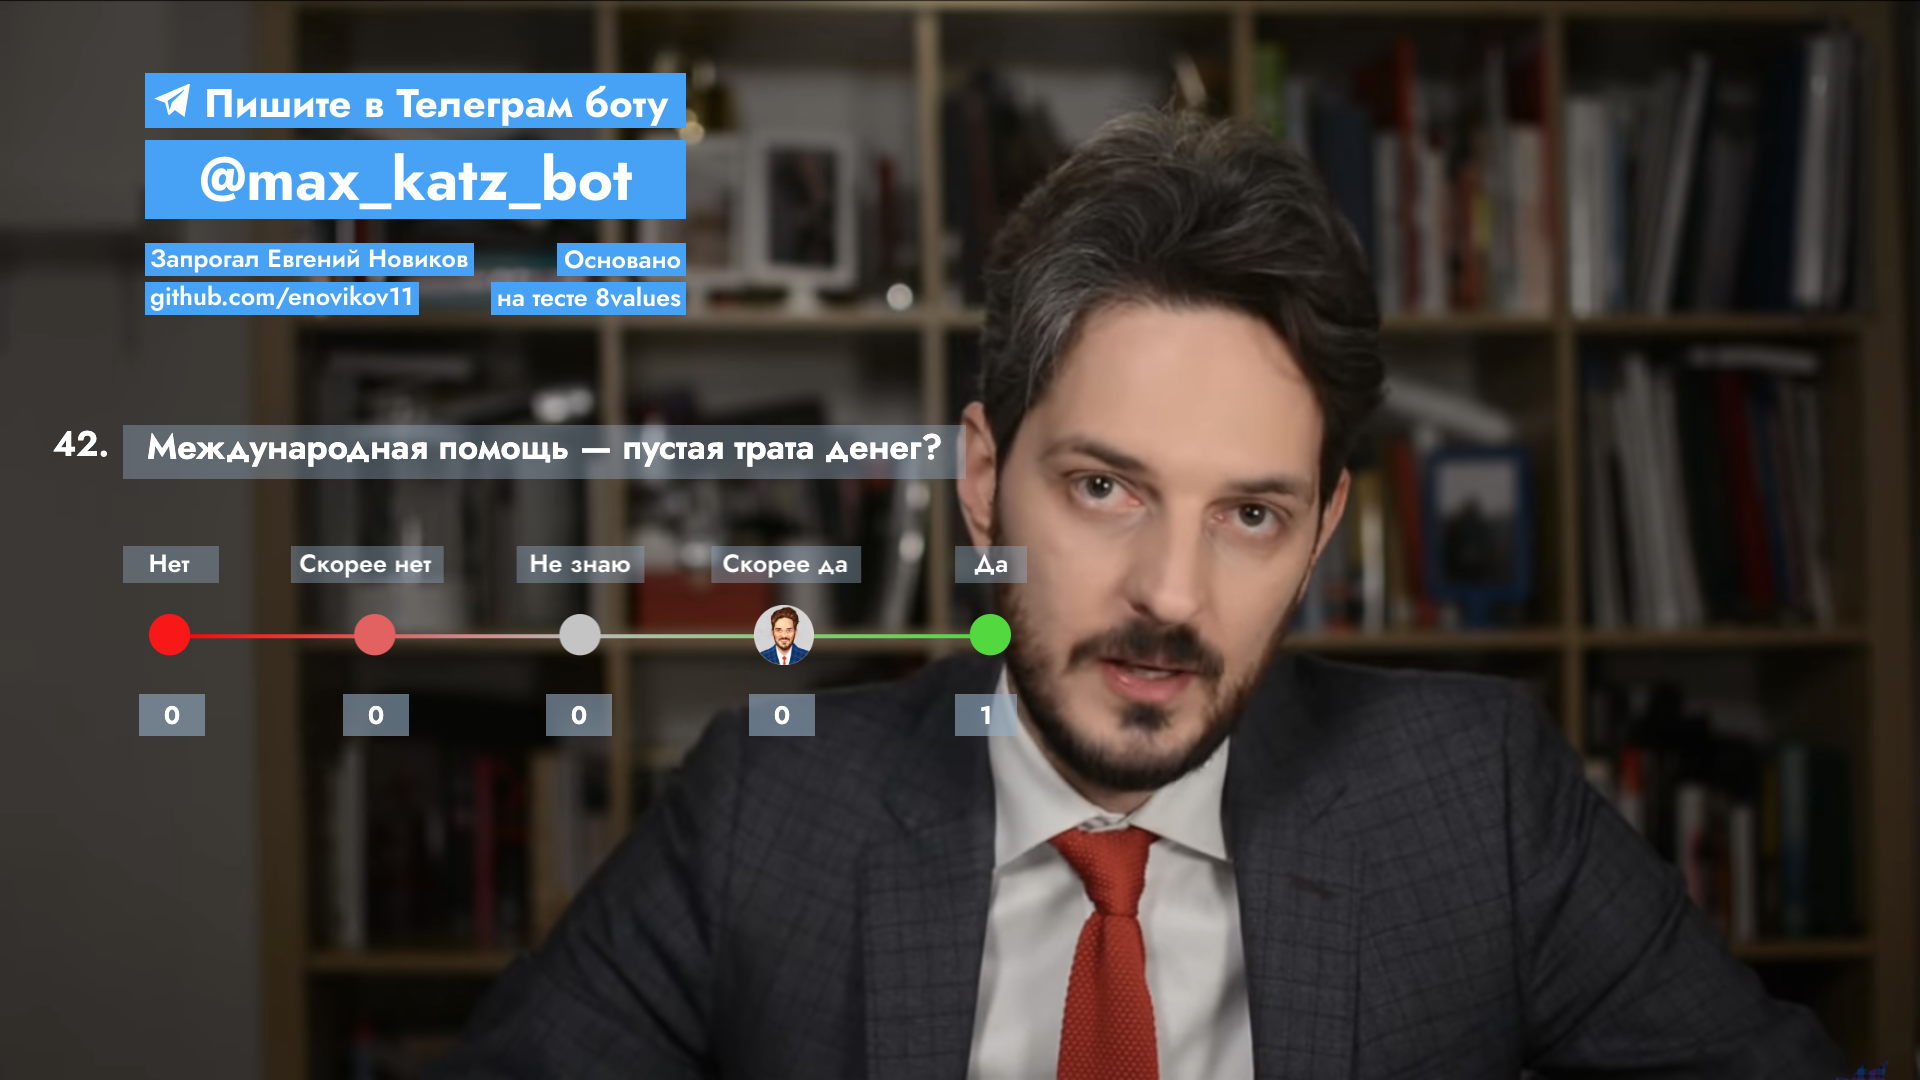 Пишите в Телеграм боту
@max_katz_bot
Запрогал Евгений Новиков
github.com/enovikov11
Основано
на тесте 8values
42. Международная помощь — пустая трата денег?
Нет Скорее нет Не знаю Скорее да Да
0 0 0 0 1